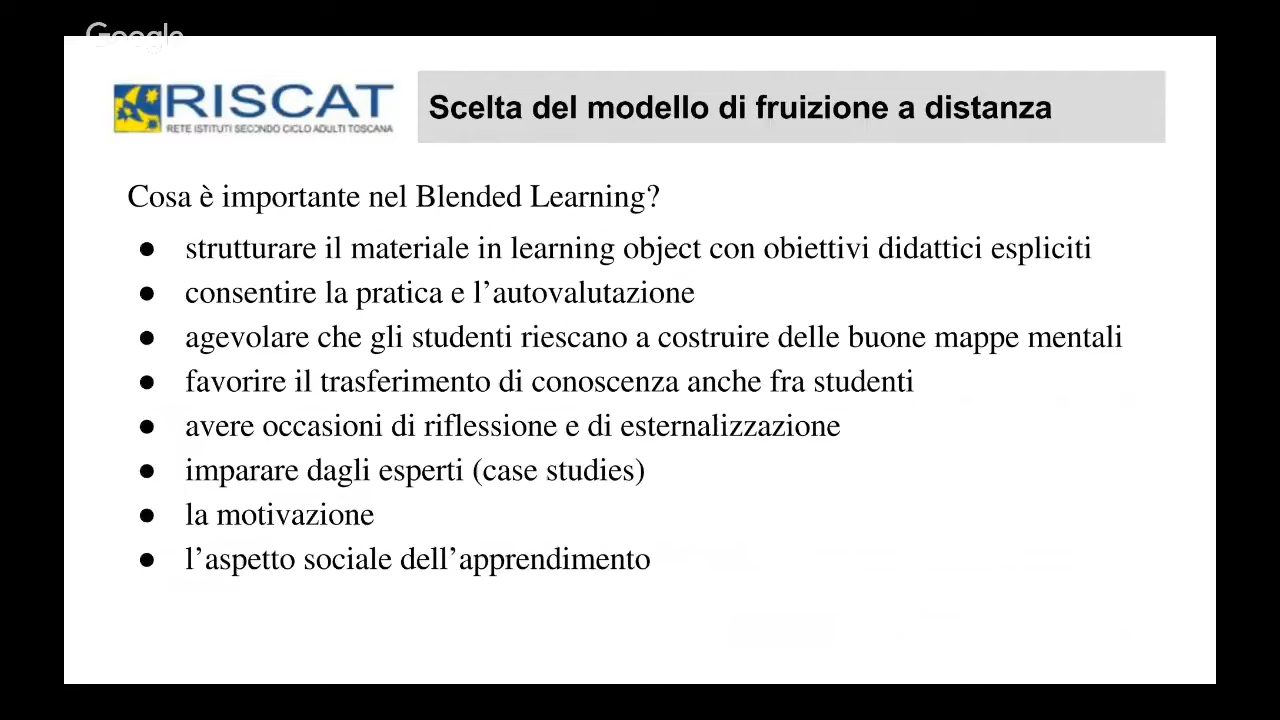 Google
RISCAT
RETE ISTITUTI SECONDO CICLO ADULTI TOSCANA
Scelta del modello di fruizione a distanza
Cosa è importante nel Blended Learning?
● strutturare il materiale in learning object con obiettivi didattici espliciti
● consentire la pratica e l’autovalutazione
● agevolare che gli studenti riescano a costruire delle buone mappe mentali
● favorire il trasferimento di conoscenza anche fra studenti
● avere occasioni di riflessione e di esternalizzazione
● imparare dagli esperti (case studies)
● la motivazione
● l’aspetto sociale dell’apprendimento